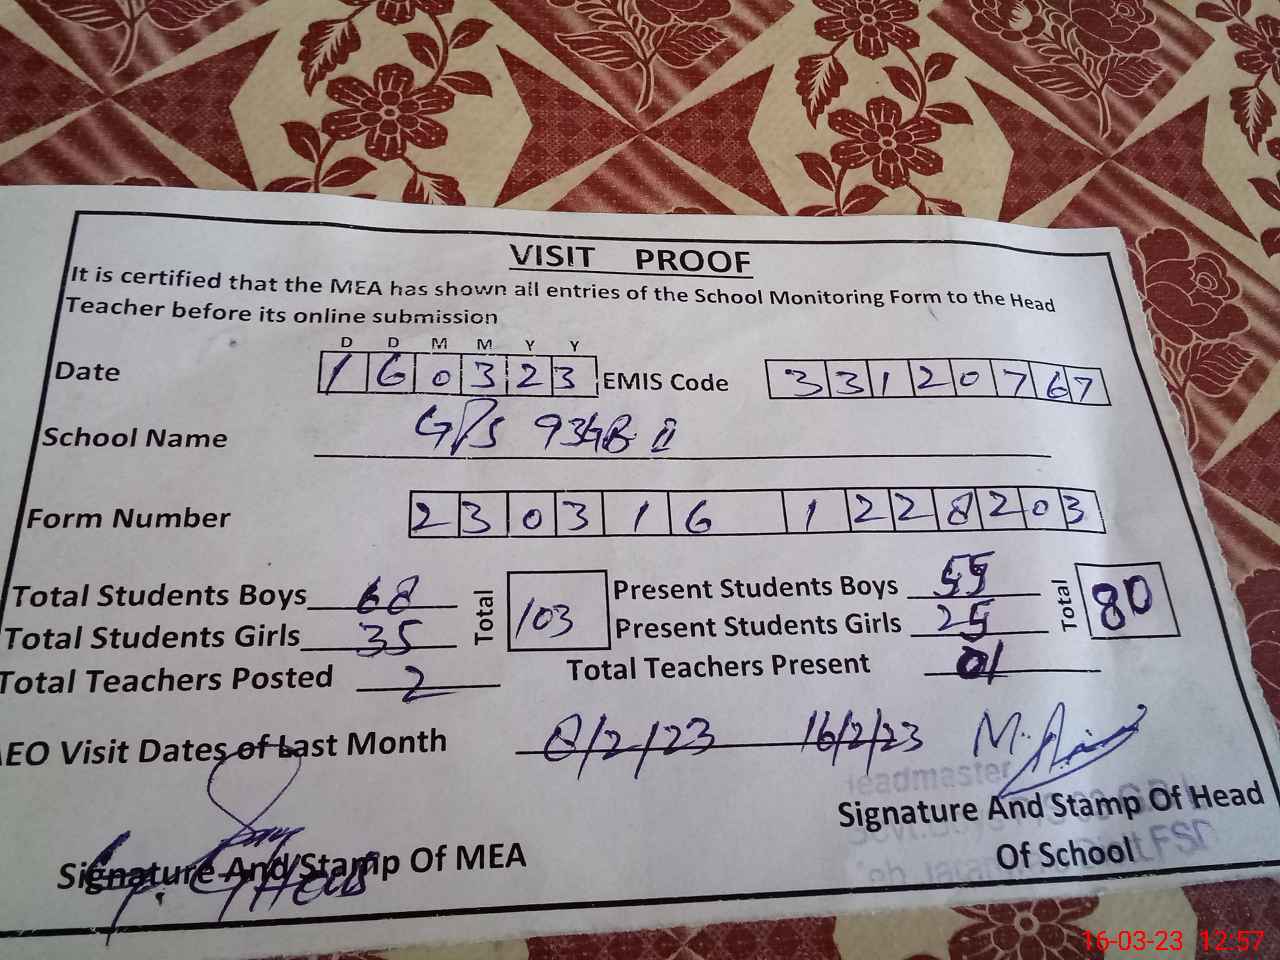 VISIT PROOF
It is certified that the MEA has shown all entries of the School Monitoring Form to the Head
Teacher before its online submission
D D M M Y Y
Date 1 6 0 3 2 3 EMIS Code 3 3 1 2 0 7 6 7
School Name GPS 93GB II
Form Number 2 3 0 3 1 6 1 2 2 8 2 0 3
Total Students Boys 68 Total 103 Present Students Boys 55 Total 80
Total Students Girls 35 Present Students Girls 25
Total Teachers Posted 2 Total Teachers Present 01
AEO Visit Dates of Last Month 8/2/23 16/2/23
Headmaster
Signature And Stamp Of Head
Of School
Signature And Stamp Of MEA
16-03-23 12:57